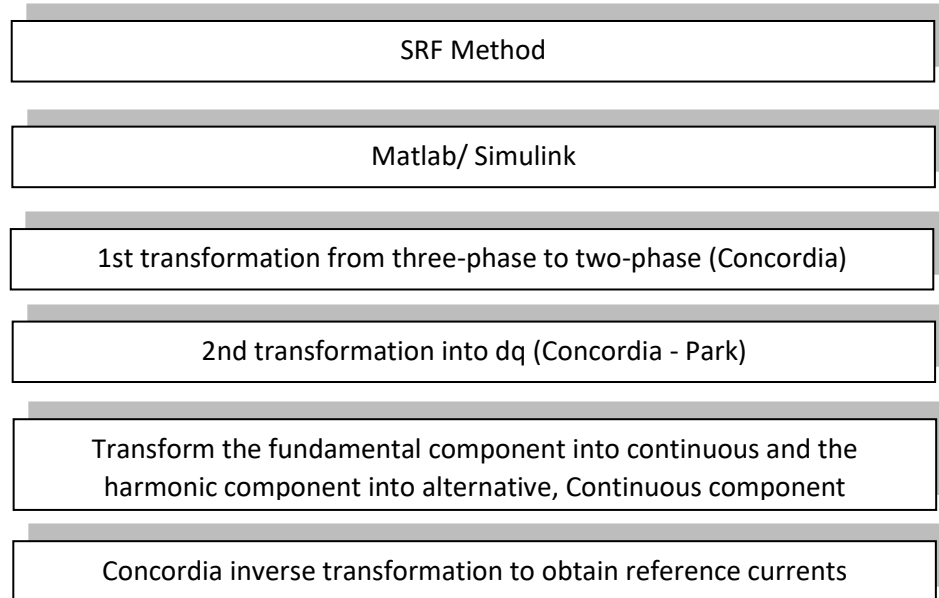 SRF Method
Matlab/ Simulink
1st transformation from three-phase to two-phase (Concordia)
2nd transformation into dq (Concordia - Park)
Transform the fundamental component into continuous and the
harmonic component into alternative, Continuous component
Concordia inverse transformation to obtain reference currents